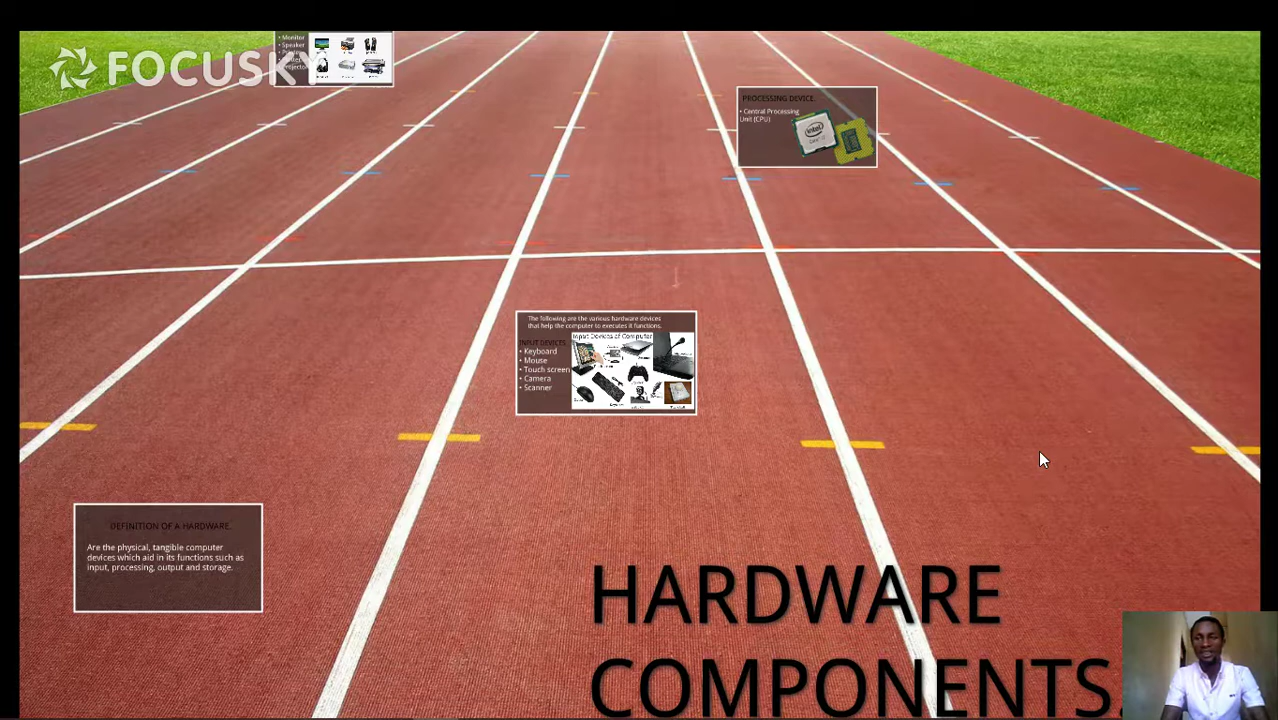 FOCUSKY
• Monitor
• Speaker
PROCESSING DEVICE.
• Central Processing
Unit (CPU)
intel
The following are the various hardware devices
that help the computer to executes it functions.
INPUT DEVICES
Input Devices of Computer
• Keyboard
• Mouse
• Touch screen
• Camera
• Scanner
DEFINITION OF A HARDWARE.
Are the physical, tangible computer
devices which aid in its functions such as
input, processing, output and storage.
HARDWARE
COMPONENTS.